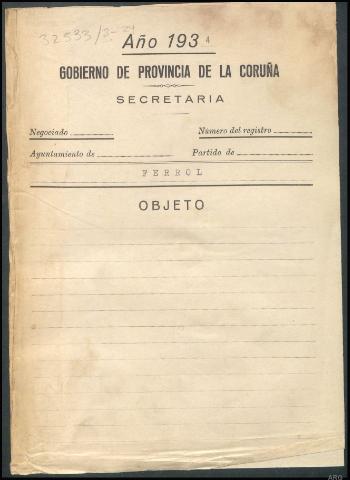 32533/3-24
Año 1934
GOBIERNO DE PROVINCIA DE LA CORUÑA
SECRETARIA
Negociado Número del registro
Ayuntamiento de Partido de
FERROL
OBJETO
ARG